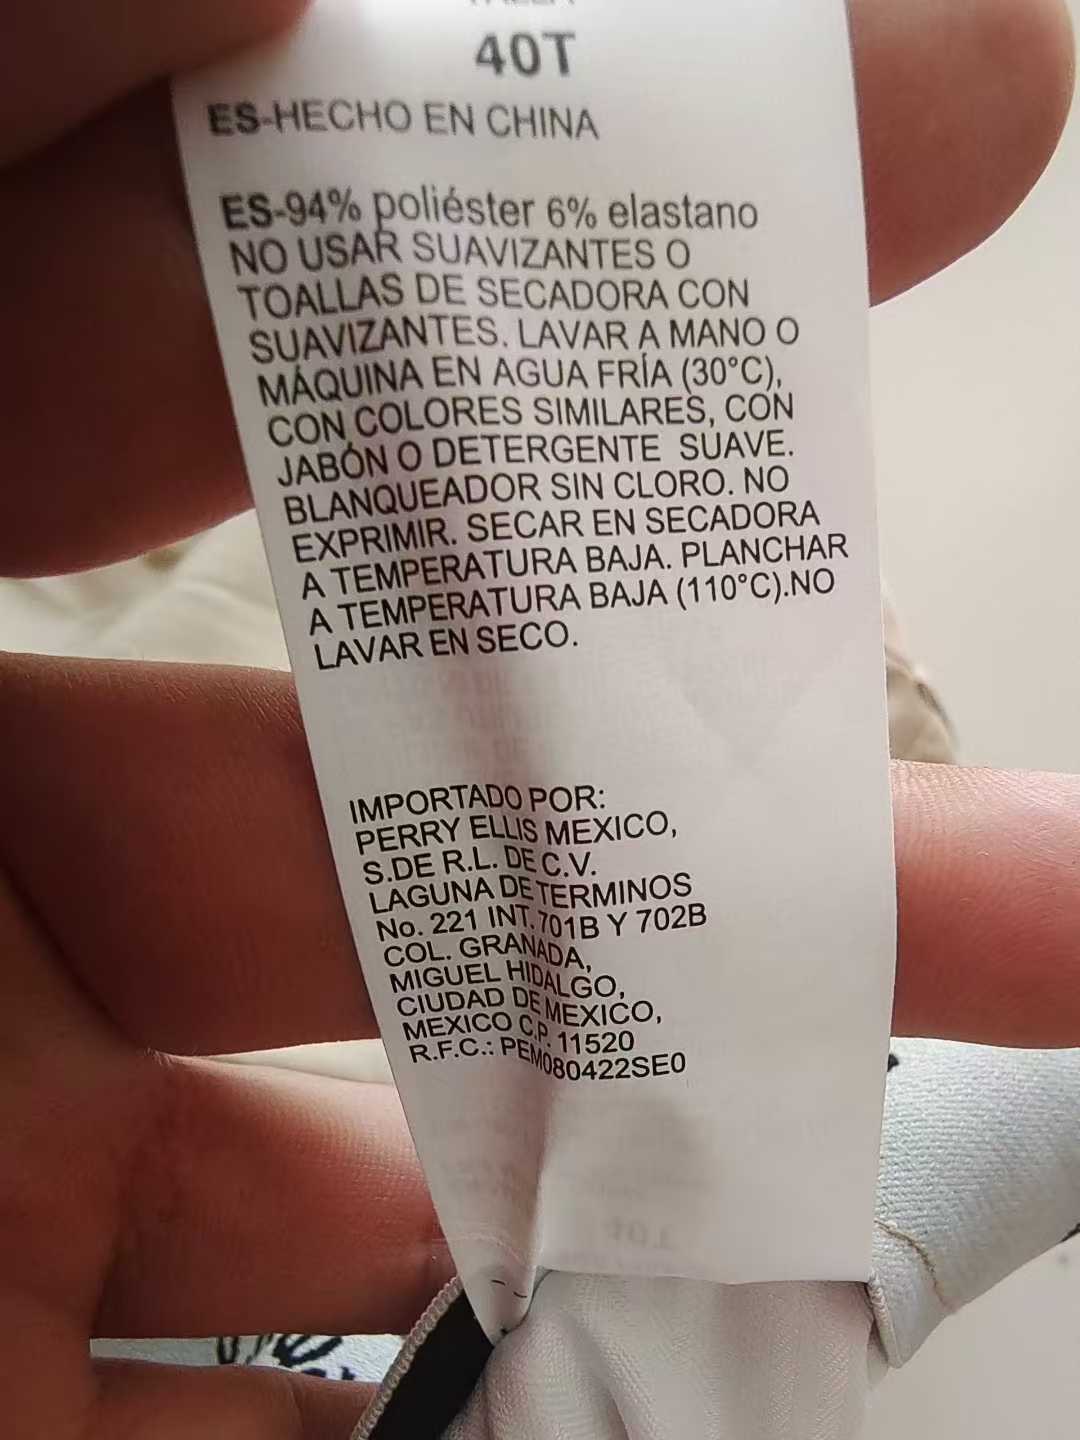 40T
ES-HECHO EN CHINA
ES-94% poliéster 6% elastano
NO USAR SUAVIZANTES O
TOALLAS DE SECADORA CON
SUAVIZANTES. LAVAR A MANO O
MÁQUINA EN AGUA FRÍA (30°C),
CON COLORES SIMILARES, CON
JABÓN O DETERGENTE SUAVE.
BLANQUEADOR SIN CLORO. NO
EXPRIMIR. SECAR EN SECADORA
A TEMPERATURA BAJA. PLANCHAR
A TEMPERATURA BAJA (110°C).NO
LAVAR EN SECO.
IMPORTADO POR:
PERRY ELLIS MEXICO,
S.DE R.L. DE C.V.
LAGUNA DE TERMINOS
No. 221 INT. 701B Y 702B
COL. GRANADA,
MIGUEL HIDALGO,
CIUDAD DE MEXICO,
MEXICO C.P. 11520
R.F.C.: PEM080422SE0